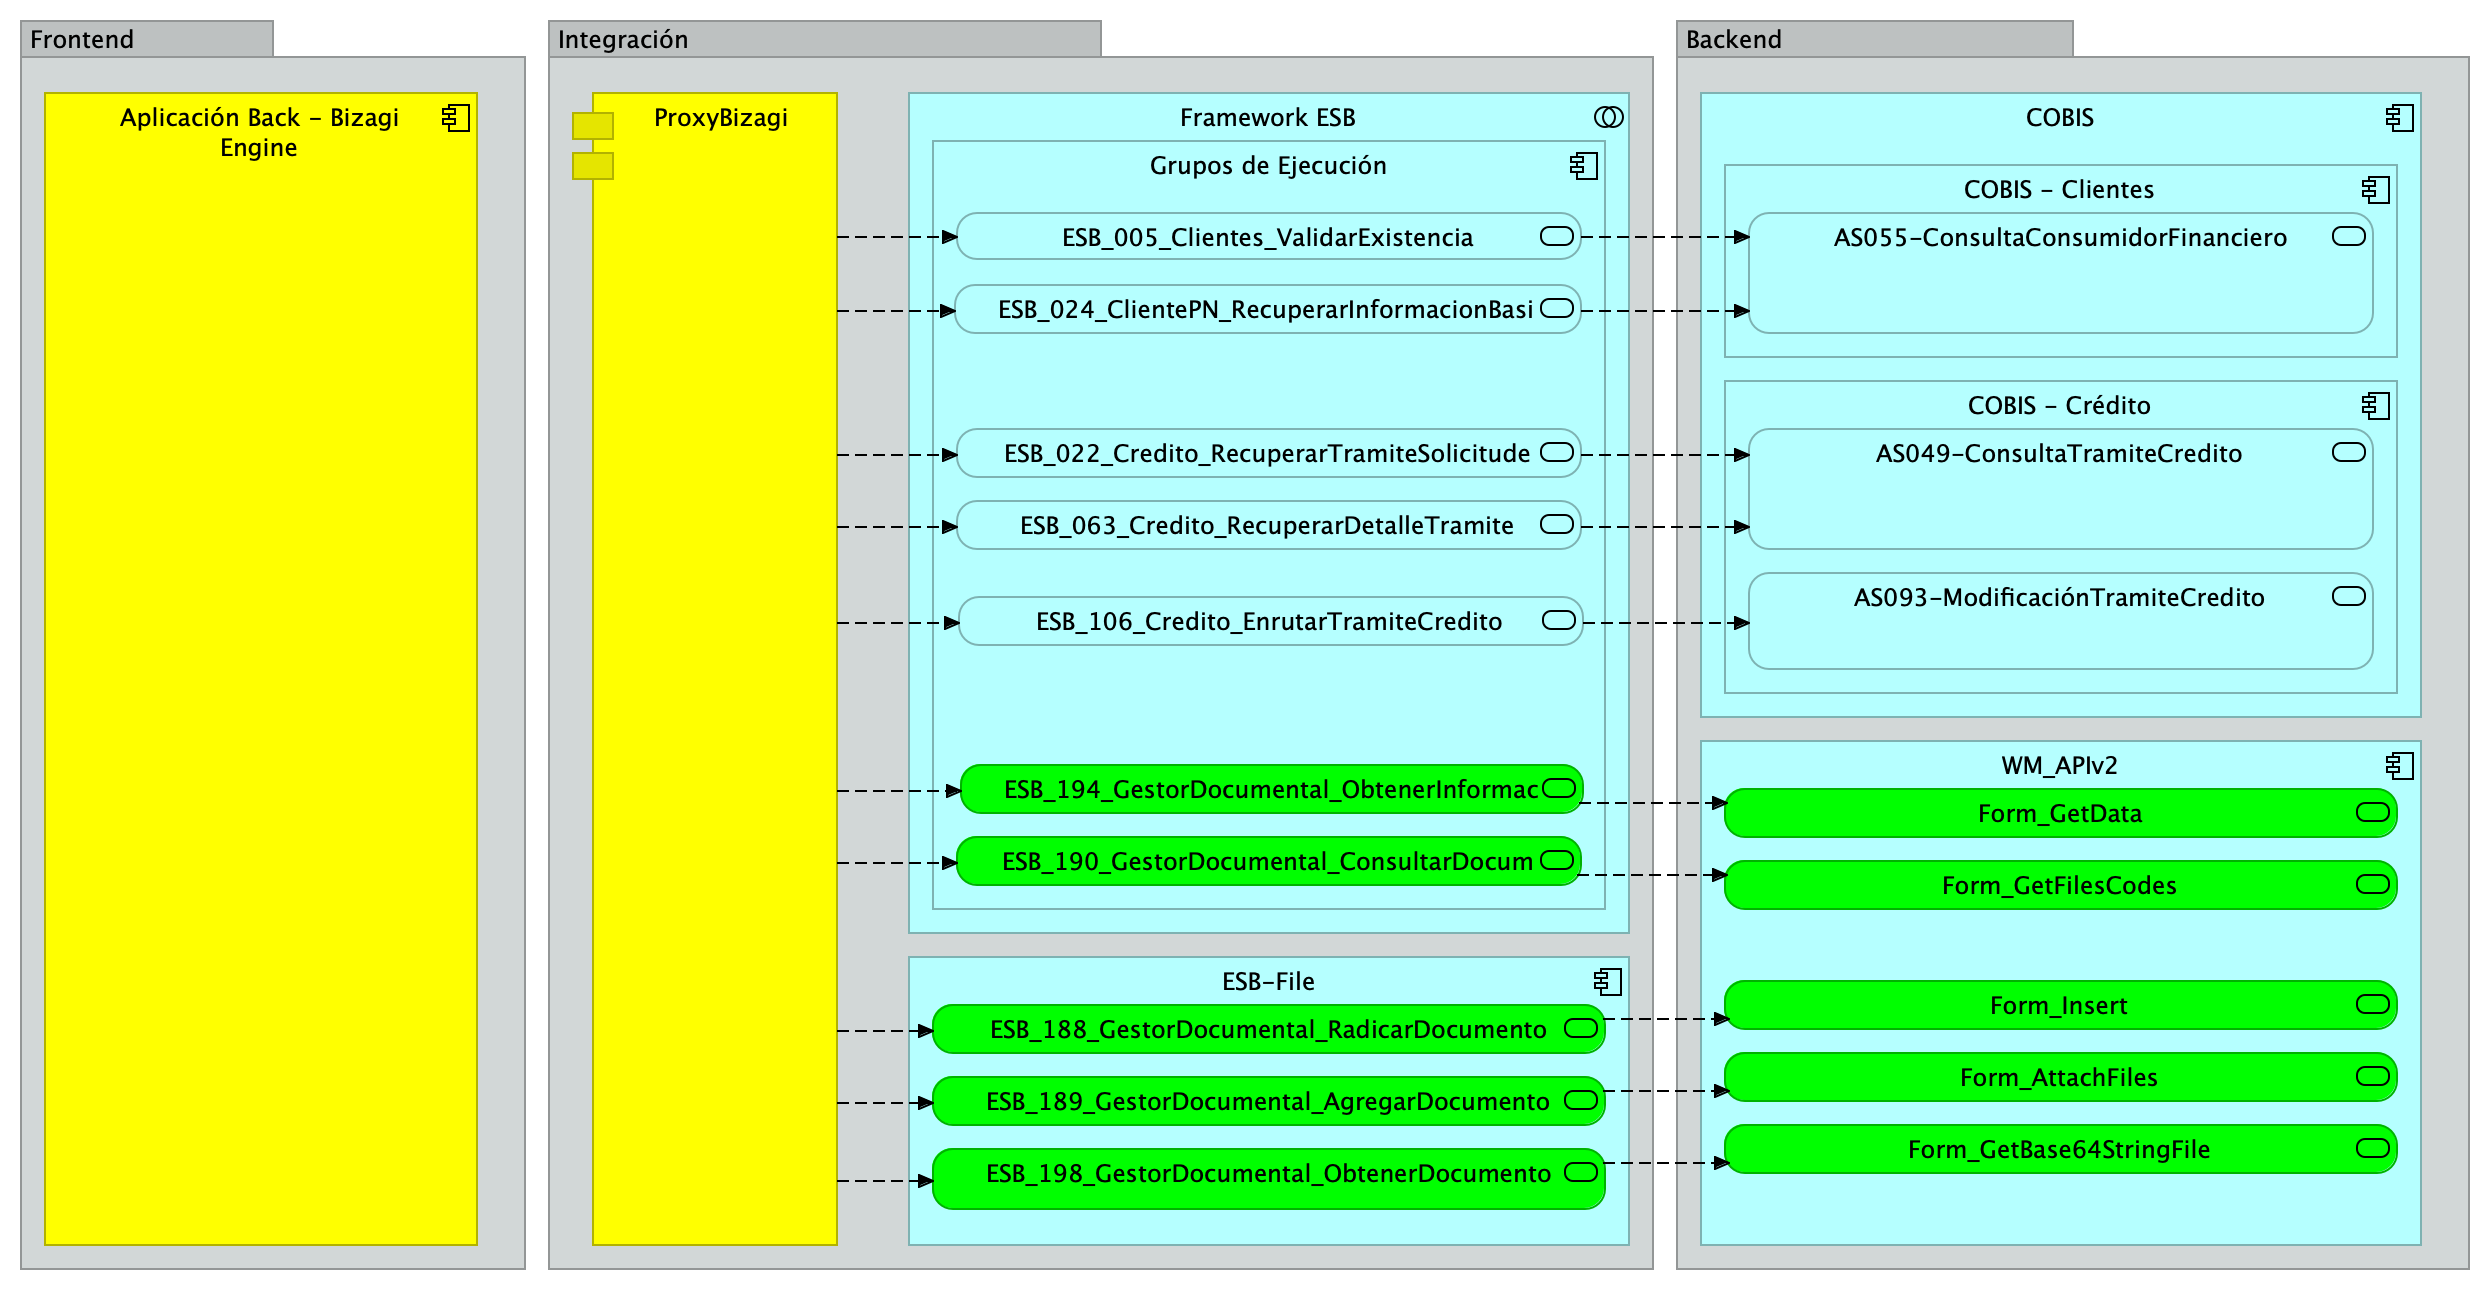 Frontend
Aplicación Back - Bizagi
Engine
Integración
ProxyBizagi
Framework ESB
Grupos de Ejecución
ESB_005_Clientes_ValidarExistencia
ESB_024_ClientePN_RecuperarInformacionBasi
ESB_022_Credito_RecuperarTramiteSolicitude
ESB_063_Credito_RecuperarDetalleTramite
ESB_106_Credito_EnrutarTramiteCredito
ESB_194_GestorDocumental_ObtenerInformac
ESB_190_GestorDocumental_ConsultarDocum
ESB-File
ESB_188_GestorDocumental_RadicarDocumento
ESB_189_GestorDocumental_AgregarDocumento
ESB_198_GestorDocumental_ObtenerDocumento
Backend
COBIS
COBIS - Clientes
AS055-ConsultaConsumidorFinanciero
COBIS - Crédito
AS049-ConsultaTramiteCredito
AS093-ModificaciónTramiteCredito
WM_APIv2
Form_GetData
Form_GetFilesCodes
Form_Insert
Form_AttachFiles
Form_GetBase64StringFile